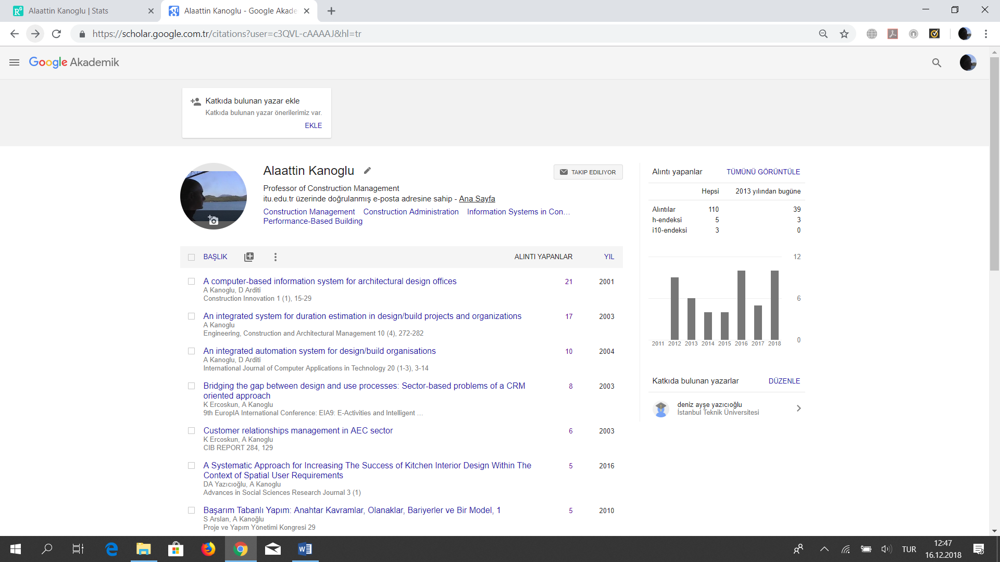 Alaattin Kanoglu | Stats
Alaattin Kanoglu - Google Akade
https://scholar.google.com.tr/citations?user=c3QVL-cAAAAJ&hl=tr
Google Akademik
Katkıda bulunan yazar ekle
Katkıda bulunan yazar önerilerimiz var.
EKLE
Alaattin Kanoglu
TAKIP EDILIYOR
Professor of Construction Management
itu.edu.tr üzerinde doğrulanmış e-posta adresine sahip - Ana Sayfa
Construction Management Construction Administration Information Systems in Con…
Performance-Based Building
BAŞLIK ALINTI YAPANLAR YIL
A computer-based information system for architectural design offices 21 2001
A Kanoglu, D Arditi
Construction Innovation 1 (1), 15-29
An integrated system for duration estimation in design/build projects and organizations 17 2003
A Kanoglu
Engineering, Construction and Architectural Management 10 (4), 272-282
An integrated automation system for design/build organisations 10 2004
A Kanoglu, D Arditi
International Journal of Computer Applications in Technology 20 (1-3), 3-14
Bridging the gap between design and use processes: Sector-based problems of a CRM 8 2003
oriented approach
K Ercoskun, A Kanoglu
9th EuropIA International Conference: EIA9: E-Activities and Intelligent …
Customer relationships management in AEC sector 6 2003
K Ercoskun, A Kanoglu
CIB REPORT 284, 129
A Systematic Approach for Increasing The Success of Kitchen Interior Design Within The 5 2016
Context of Spatial User Requirements
DA Yazıcıoğlu, A Kanoglu
Advances in Social Sciences Research Journal 3 (1)
Başarım Tabanlı Yapım: Anahtar Kavramlar, Olanaklar, Bariyerler ve Bir Model, 1 5 2010
S Arslan, A Kanoğlu
Proje ve Yapım Yönetimi Kongresi 29
Alıntı yapanlar TÜMÜNÜ GÖRÜNTÜLE
Hepsi 2013 yılından bugüne
Alıntılar 110 39
h-endeksi 5 3
i10-endeksi 3 0
12
6
0
2011 2012 2013 2014 2015 2016 2017 2018
Katkıda bulunan yazarlar DÜZENLE
deniz ayşe yazıcıoğlu
İstanbul Teknik Üniversitesi
TUR
12:47
16.12.2018